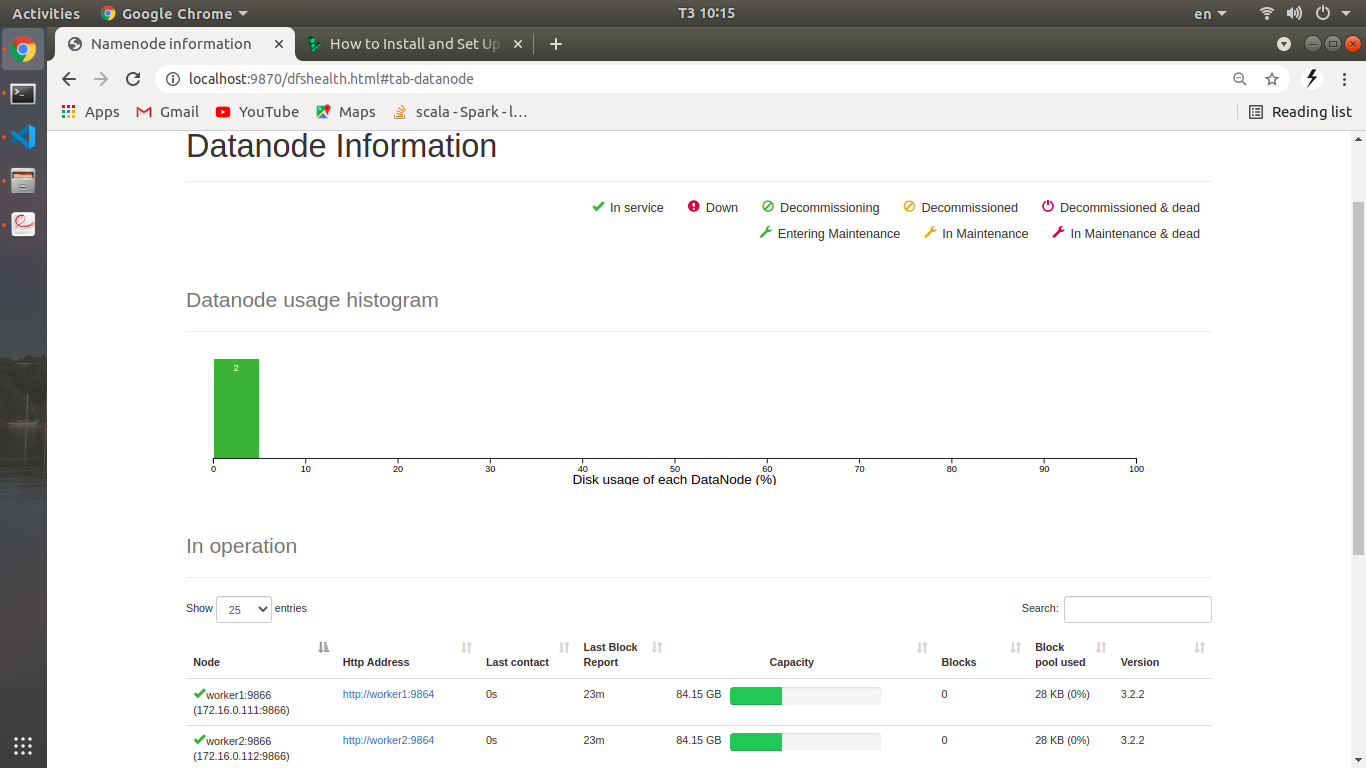 Activities Google Chrome T3 10:15 en
Namenode information How to Install and Set Up
localhost:9870/dfshealth.html#tab-datanode
Apps Gmail YouTube Maps scala - Spark - l... Reading list
Datanode Information
In service Down Decommissioning Decommissioned Decommissioned & dead
Entering Maintenance In Maintenance In Maintenance & dead
Datanode usage histogram
2
0 10 20 30 40 50 60 70 80 90 100
Disk usage of each DataNode (%)
In operation
Show 25 entries Search:
Node Http Address Last contact Last Block Report Capacity Blocks Block pool used Version
worker1:9866 http://worker1:9864 0s 23m 84.15 GB 0 28 KB (0%) 3.2.2
(172.16.0.111:9866)
worker2:9866 http://worker2:9864 0s 23m 84.15 GB 0 28 KB (0%) 3.2.2
(172.16.0.112:9866)